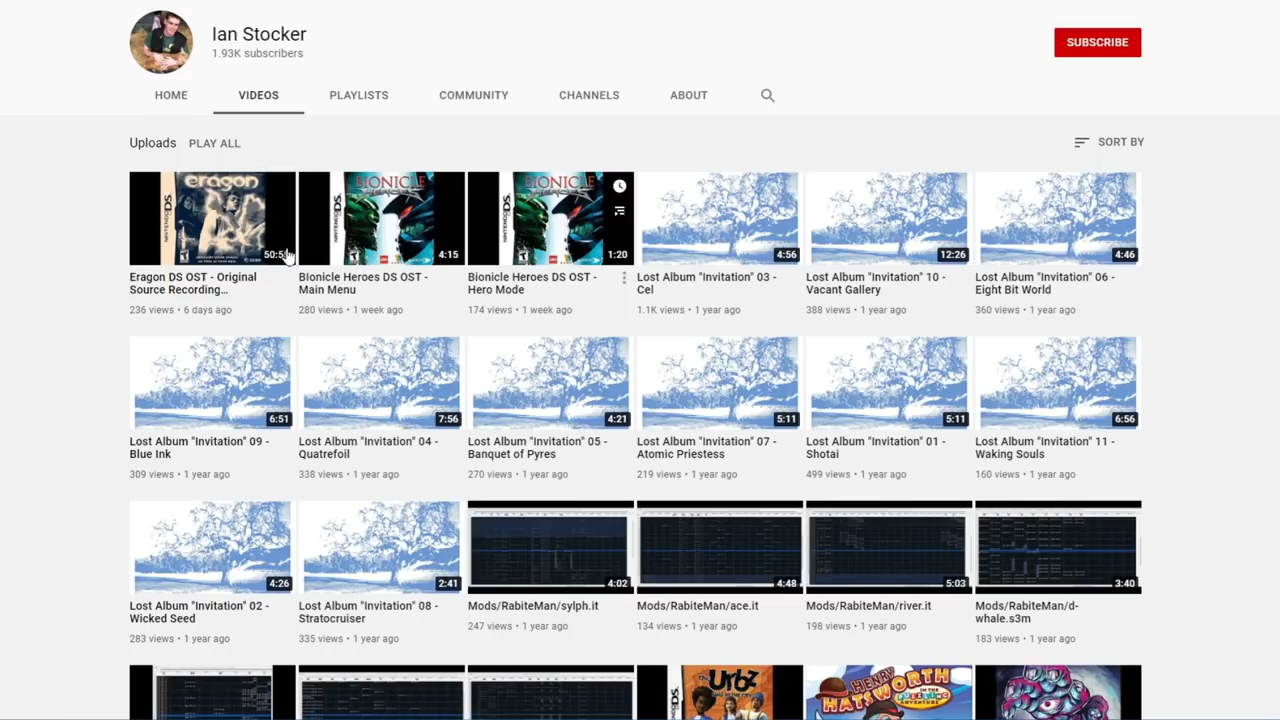 Ian Stocker
1.93K subscribers
SUBSCRIBE
HOME VIDEOS PLAYLISTS COMMUNITY CHANNELS ABOUT
Uploads PLAY ALL SORT BY
eragon BIONICLE BIONICLE
NINTENDO DS NINTENDO DS NINTENDO DS
4:15 1:20 4:56 12:26 4:46
Eragon DS OST - Original
Source Recording...
236 views • 6 days ago
Bionicle Heroes DS OST -
Main Menu
280 views • 1 week ago
Bionicle Heroes DS OST -
Hero Mode
174 views • 1 week ago
Lost Album "Invitation" 03 -
Cel
1.1K views • 1 year ago
Lost Album "Invitation" 10 -
Vacant Gallery
388 views • 1 year ago
Lost Album "Invitation" 06 -
Eight Bit World
360 views • 1 year ago
6:51 7:56 4:21 5:11 5:11 6:56
Lost Album "Invitation" 09 -
Blue Ink
309 views • 1 year ago
Lost Album "Invitation" 04 -
Quatrefoil
338 views • 1 year ago
Lost Album "Invitation" 05 -
Banquet of Pyres
270 views • 1 year ago
Lost Album "Invitation" 07 -
Atomic Priestess
219 views • 1 year ago
Lost Album "Invitation" 01 -
Shotai
499 views • 1 year ago
Lost Album "Invitation" 11 -
Waking Souls
160 views • 1 year ago
4:26 2:41 4:02 4:48 5:03 3:40
Lost Album "Invitation" 02 -
Wicked Seed
283 views • 1 year ago
Lost Album "Invitation" 08 -
Stratocruiser
335 views • 1 year ago
Mods/RabiteMan/sylph.it
247 views • 1 year ago
Mods/RabiteMan/ace.it
134 views • 1 year ago
Mods/RabiteMan/river.it
198 views • 1 year ago
Mods/RabiteMan/d-
whale.s3m
183 views • 1 year ago
URBZ
HENRY
HATSWORTH
IN THE